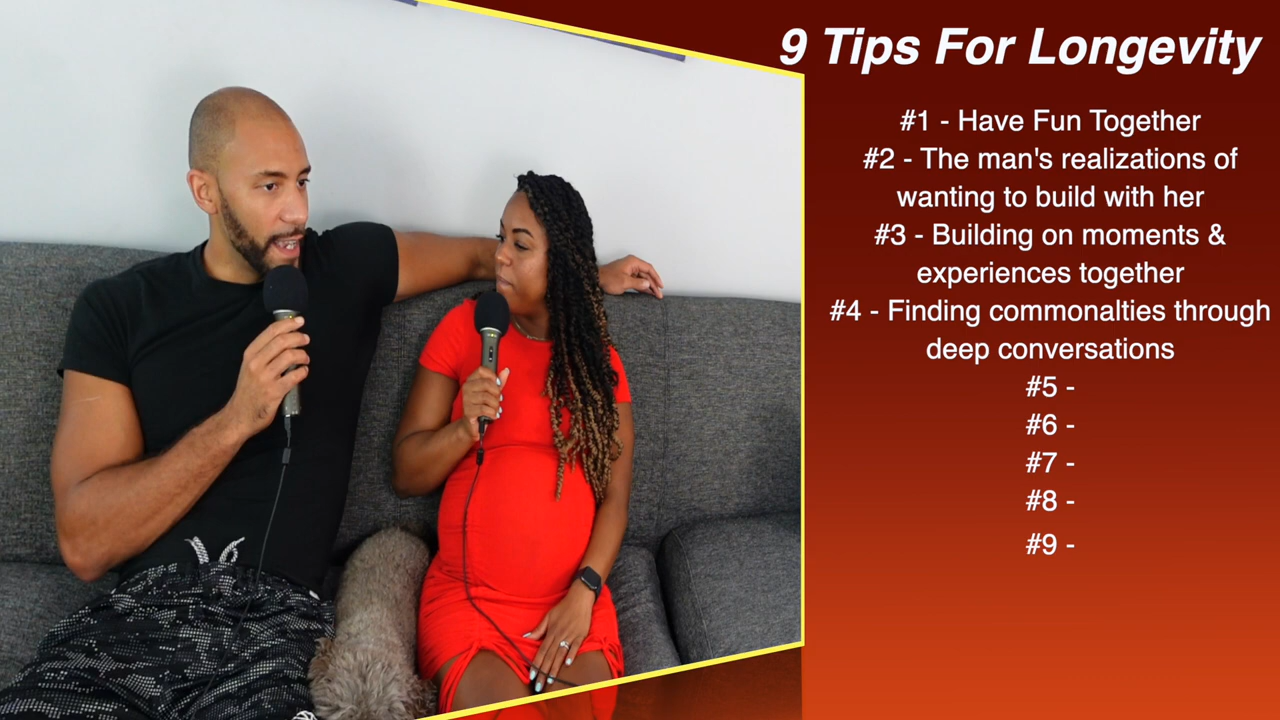 9 Tips For Longevity
#1 - Have Fun Together
#2 - The man's realizations of
wanting to build with her
#3 - Building on moments &
experiences together
#4 - Finding commonalties through
deep conversations
#5 -
#6 -
#7 -
#8 -
#9 -